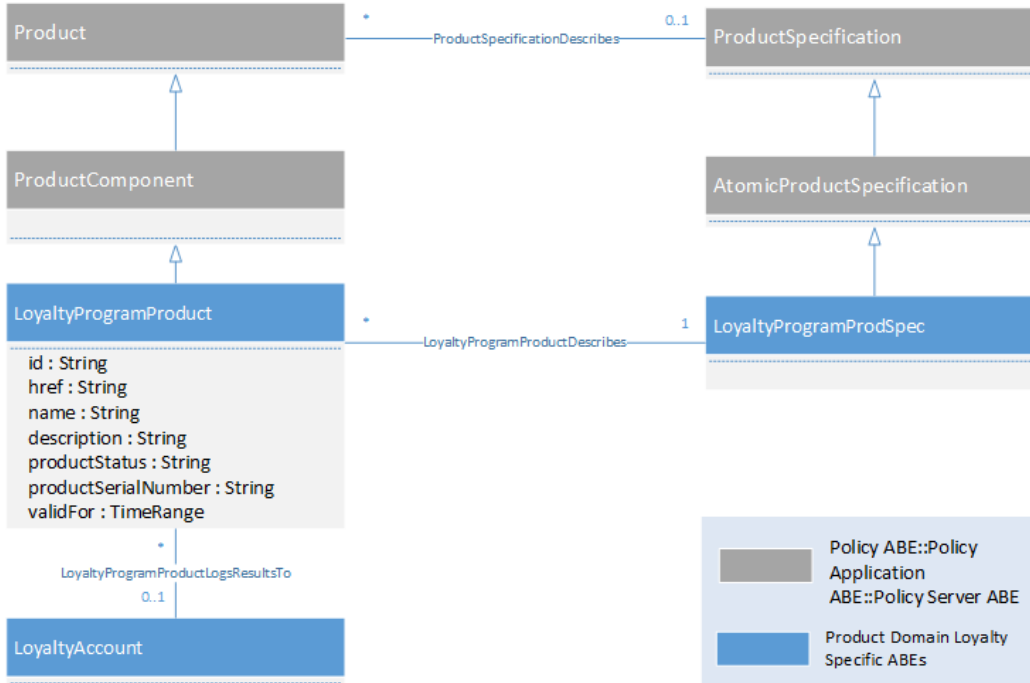 Product
*
0..1
ProductSpecificationDescribes
ProductSpecification
ProductComponent
AtomicProductSpecification
LoyaltyProgramProduct
*
1
LoyaltyProgramProductDescribes
LoyaltyProgramProdSpec
id : String
href : String
name : String
description : String
productStatus : String
productSerialNumber : String
validFor : TimeRange
*
LoyaltyProgramProductLogsResultsTo
0..1
LoyaltyAccount
Policy ABE::Policy
Application
ABE::Policy Server ABE
Product Domain Loyalty
Specific ABEs